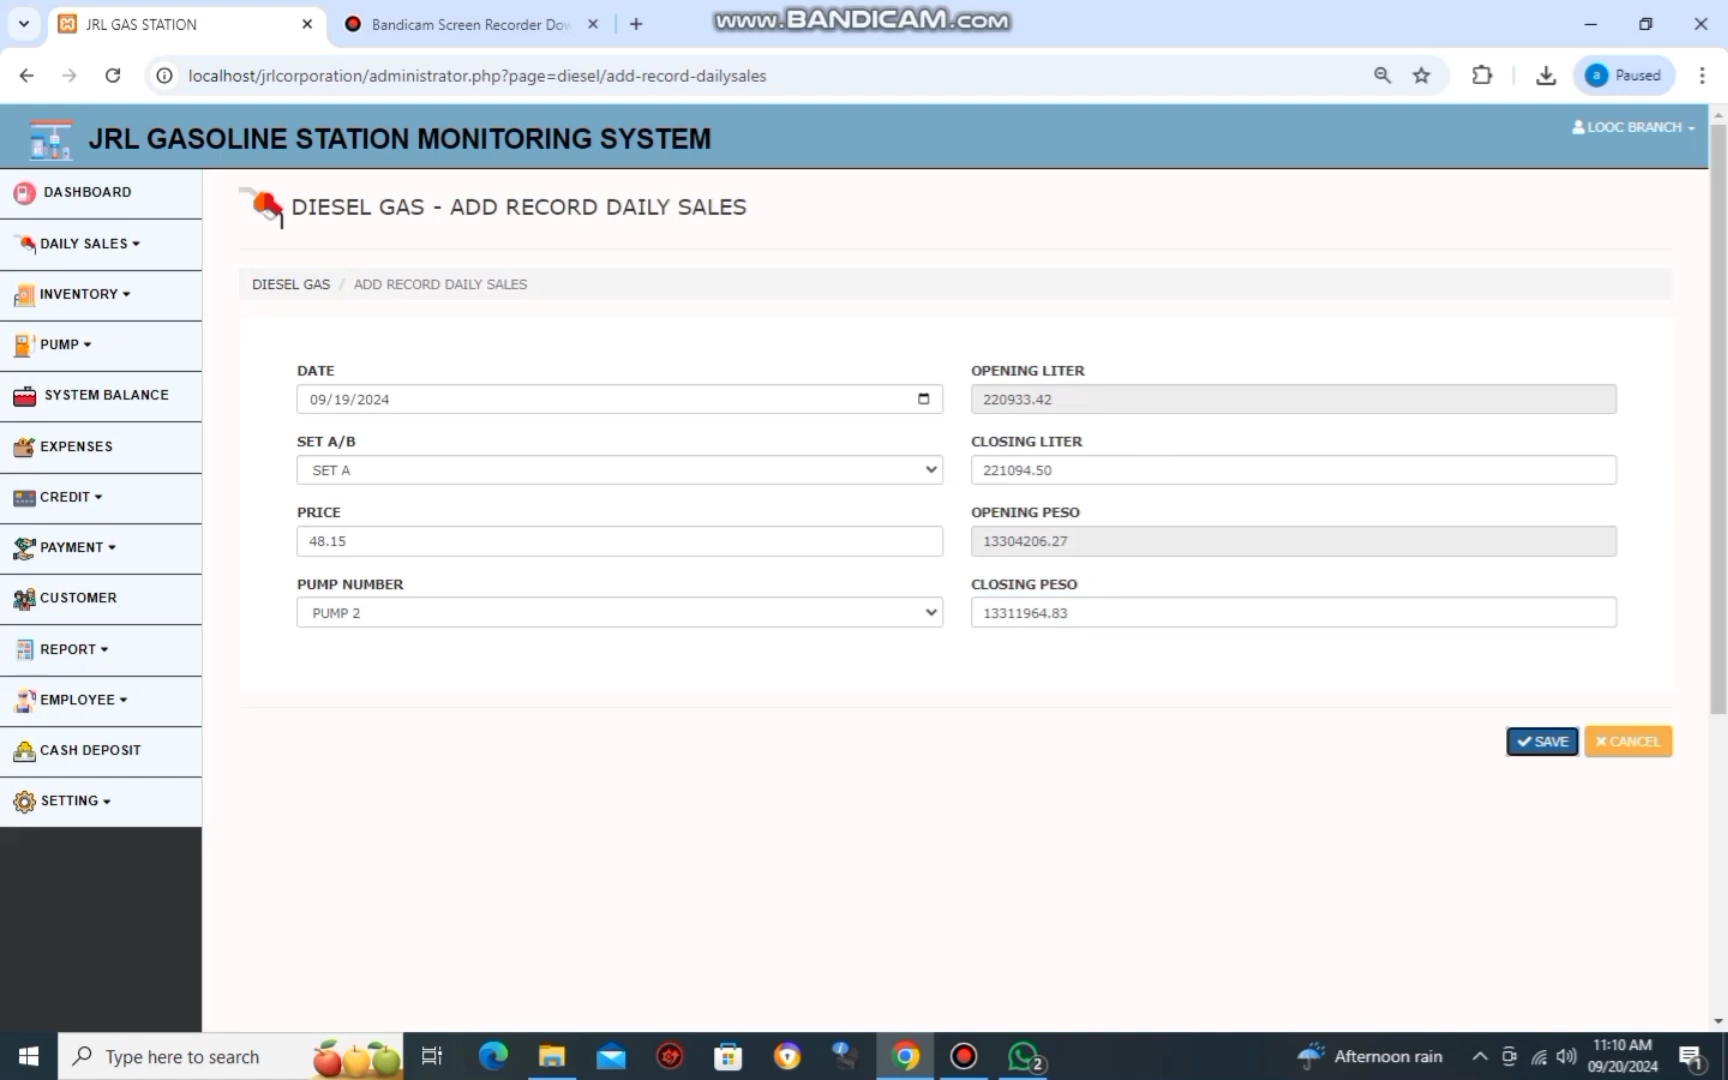 JRL GAS STATION
Bandicam Screen Recorder Dow
www.BANDICAM.com
localhost/jrlcorporation/administrator.php?page=diesel/add-record-dailysales
a Paused
JRL GASOLINE STATION MONITORING SYSTEM
LOOC BRANCH
DASHBOARD
DAILY SALES
INVENTORY
PUMP
SYSTEM BALANCE
EXPENSES
CREDIT
PAYMENT
CUSTOMER
REPORT
EMPLOYEE
CASH DEPOSIT
SETTING
DIESEL GAS - ADD RECORD DAILY SALES
DIESEL GAS / ADD RECORD DAILY SALES
DATE
09/19/2024
SET A/B
SET A
PRICE
48.15
PUMP NUMBER
PUMP 2
OPENING LITER
220933.42
CLOSING LITER
221094.50
OPENING PESO
13304206.27
CLOSING PESO
13311964.83
SAVE
CANCEL
Type here to search
2
Afternoon rain
11:10 AM
09/20/2024
1